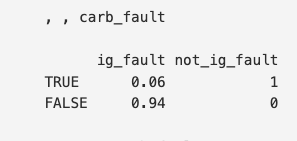 , , carb_fault
ig_fault not_ig_fault
TRUE 0.06 1
FALSE 0.94 0